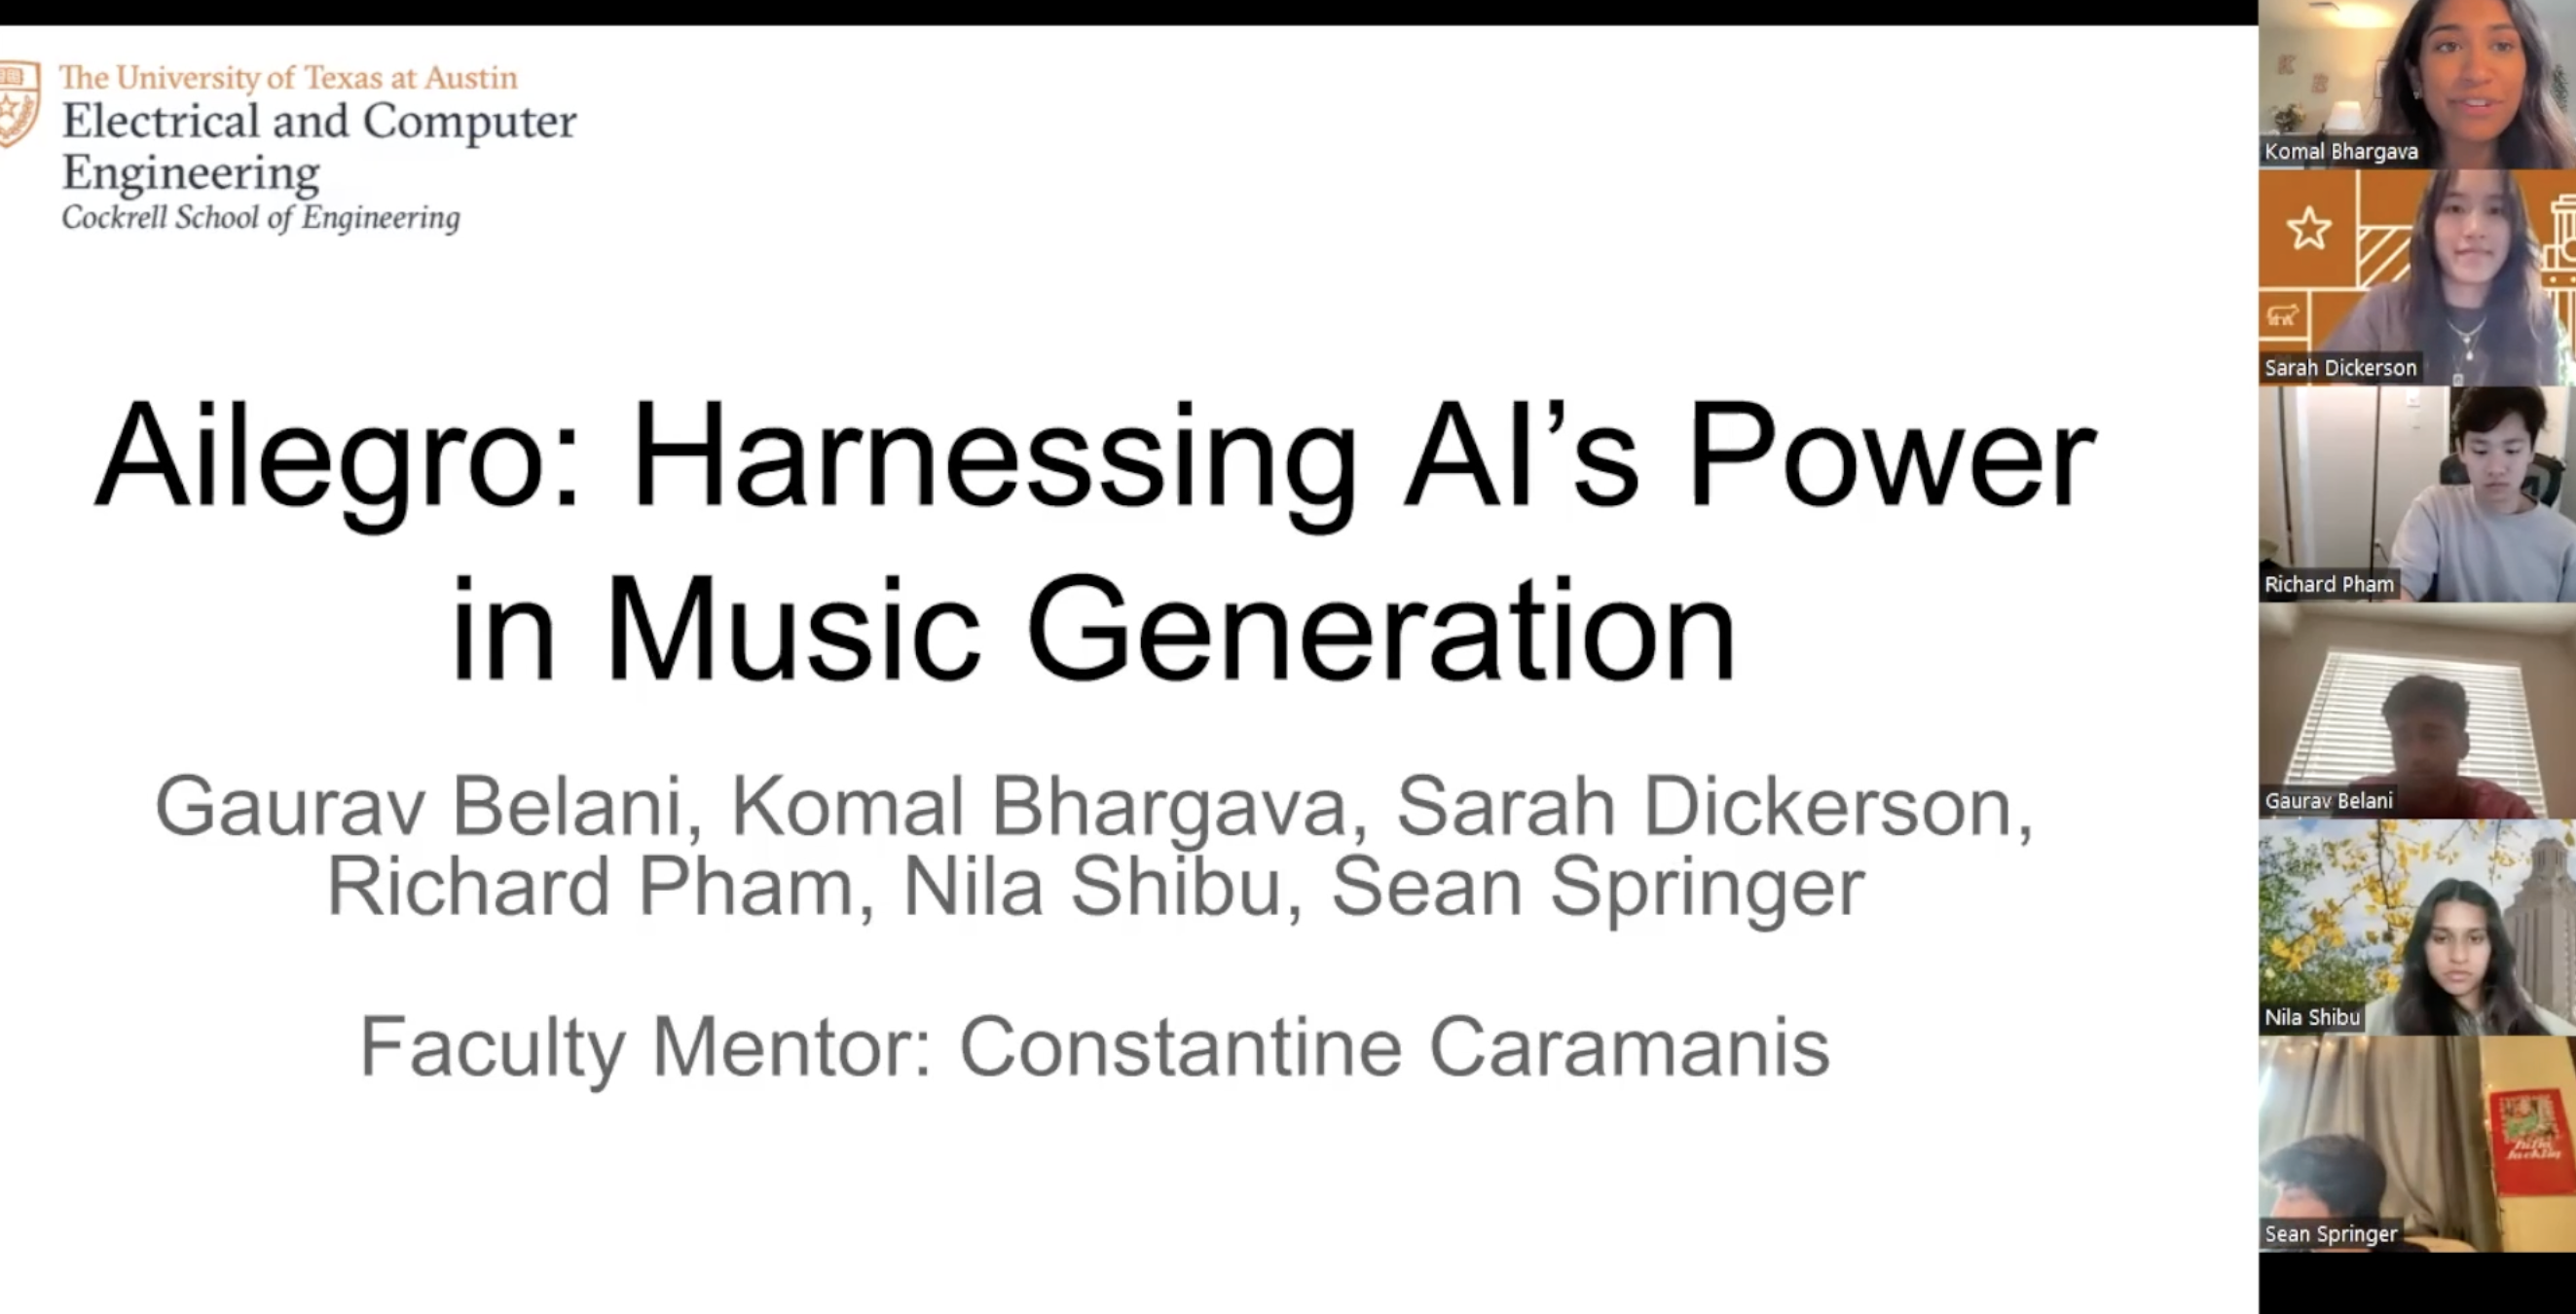 The University of Texas at Austin
Electrical and Computer
Engineering
Cockrell School of Engineering
Ailegro: Harnessing AI’s Power
in Music Generation
Gaurav Belani, Komal Bhargava, Sarah Dickerson,
Richard Pham, Nila Shibu, Sean Springer
Faculty Mentor: Constantine Caramanis
K
B
Komal Bhargava
Sarah Dickerson
Richard Pham
Gaurav Belani
Nila Shibu
Sean Springer